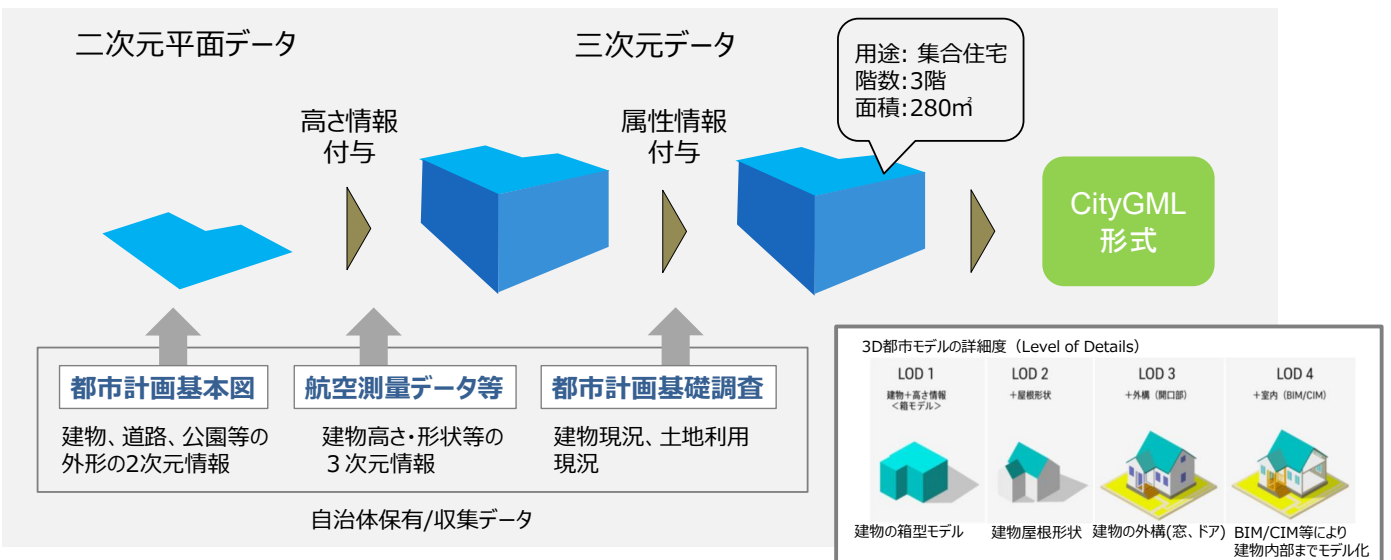 二次元平面データ
三次元データ
用途: 集合住宅
階数:3階
面積:280㎡
高さ情報
付与
属性情報
付与
CityGML
形式
都市計画基本図
航空測量データ等
都市計画基礎調査
建物、道路、公園等の
外形の2次元情報
建物高さ・形状等の
３次元情報
建物現況、土地利用
現況
自治体保有/収集データ
3D都市モデルの詳細度（Level of Details）
LOD 1
建物+高さ情報
<箱モデル>
建物の箱型モデル
LOD 2
+屋根形状
建物屋根形状
LOD 3
+外構（開口部）
建物の外構(窓、ドア)
LOD 4
+室内（BIM/CIM）
BIM/CIM等により
建物内部までモデル化